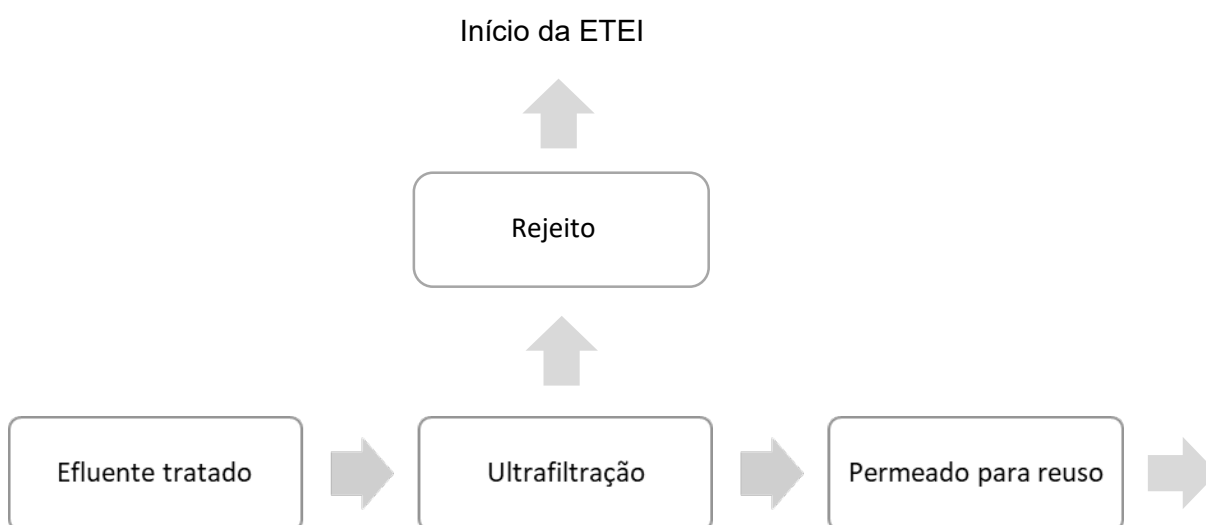 Início da ETEI
Rejeito
Efluente tratado
Ultrafiltração
Permeado para reuso